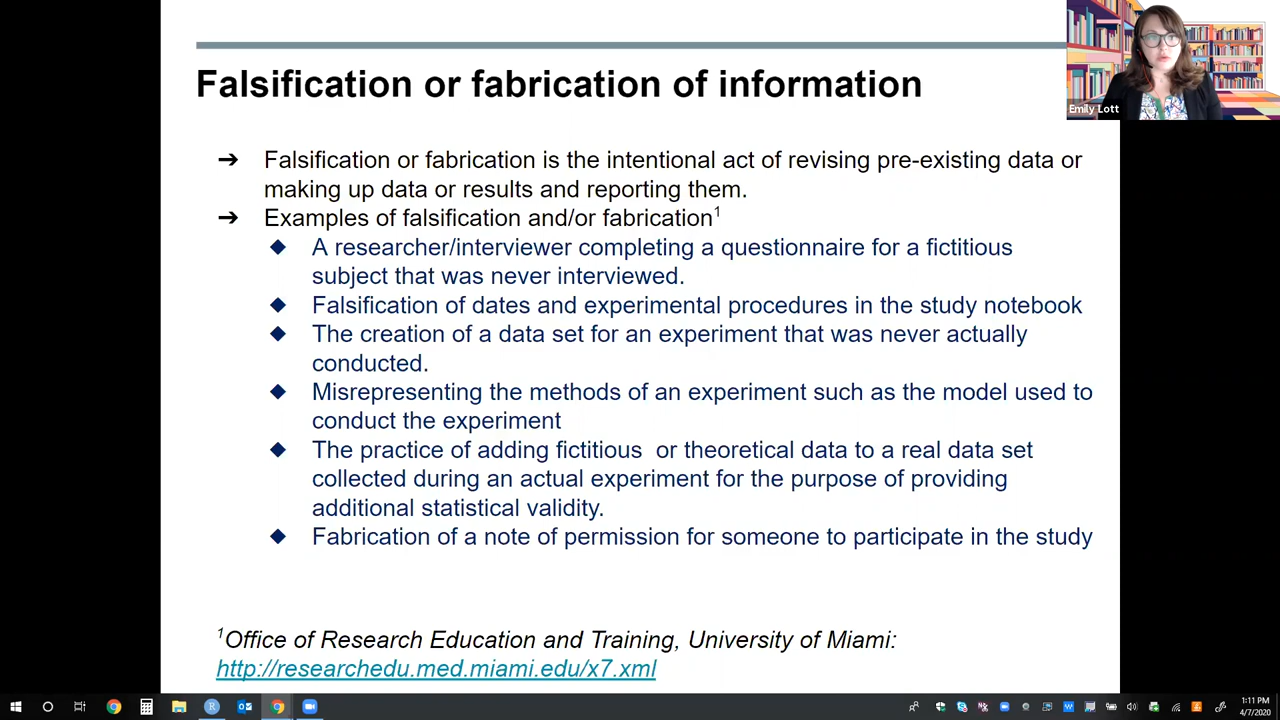 Falsification or fabrication of information
Emily Lott
➔ Falsification or fabrication is the intentional act of revising pre-existing data or
making up data or results and reporting them.
➔ Examples of falsification and/or fabrication¹
◆ A researcher/interviewer completing a questionnaire for a fictitious
subject that was never interviewed.
◆ Falsification of dates and experimental procedures in the study notebook
◆ The creation of a data set for an experiment that was never actually
conducted.
◆ Misrepresenting the methods of an experiment such as the model used to
conduct the experiment
◆ The practice of adding fictitious  or theoretical data to a real data set
collected during an actual experiment for the purpose of providing
additional statistical validity.
◆ Fabrication of a note of permission for someone to participate in the study
¹Office of Research Education and Training, University of Miami:
http://researchedu.med.miami.edu/x7.xml
1:11 PM
4/7/2020